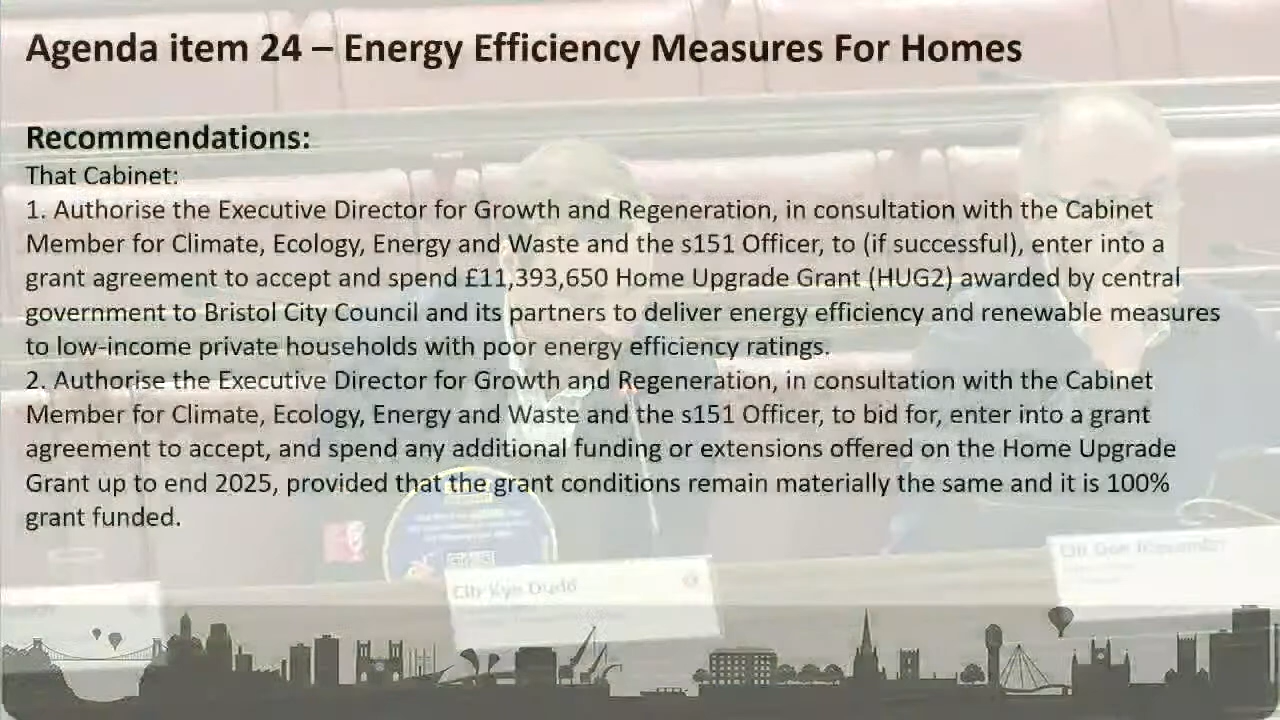 Agenda item 24 – Energy Efficiency Measures For Homes
Recommendations:
That Cabinet:
1. Authorise the Executive Director for Growth and Regeneration, in consultation with the Cabinet
Member for Climate, Ecology, Energy and Waste and the s151 Officer, to (if successful), enter into a
grant agreement to accept and spend £11,393,650 Home Upgrade Grant (HUG2) awarded by central
government to Bristol City Council and its partners to deliver energy efficiency and renewable measures
to low-income private households with poor energy efficiency ratings.
2. Authorise the Executive Director for Growth and Regeneration, in consultation with the Cabinet
Member for Climate, Ecology, Energy and Waste and the s151 Officer, to bid for, enter into a grant
agreement to accept, and spend any additional funding or extensions offered on the Home Upgrade
Grant up to end 2025, provided that the grant conditions remain materially the same and it is 100%
grant funded.
Cllr Kye Dudd
Cllr Don Alexander